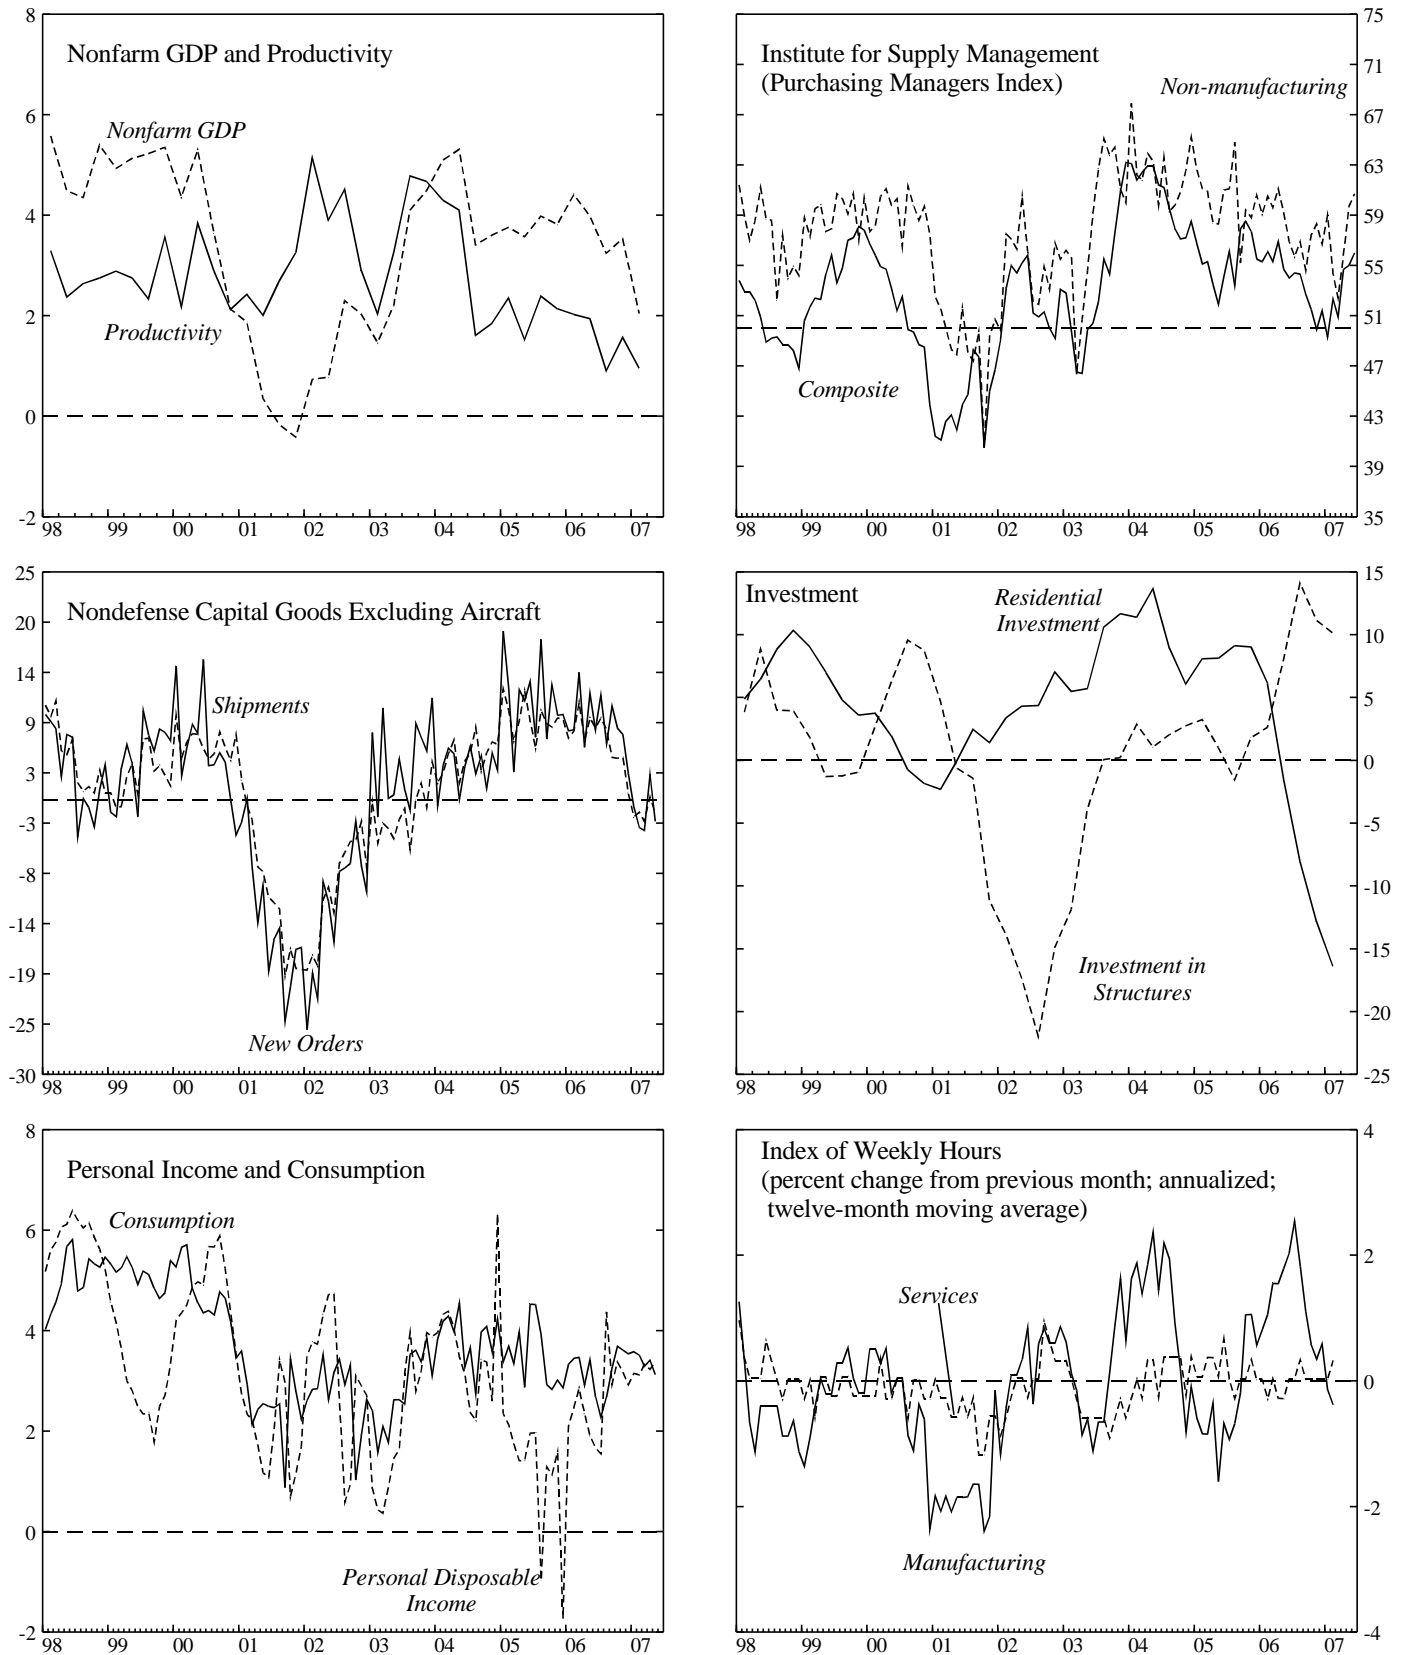 8
6
4
2
0
-2
Nonfarm GDP and Productivity
Nonfarm GDP
Productivity
98 99 00 01 02 03 04 05 06 07
75
71
67
63
59
55
51
47
43
39
35
Institute for Supply Management
(Purchasing Managers Index)
Non-manufacturing
Composite
98 99 00 01 02 03 04 05 06 07
25
20
14
9
3
-3
-8
-14
-19
-25
-30
Nondefense Capital Goods Excluding Aircraft
Shipments
New Orders
98 99 00 01 02 03 04 05 06 07
15
10
5
0
-5
-10
-15
-20
-25
Investment
Residential
Investment
Investment in
Structures
98 99 00 01 02 03 04 05 06 07
8
6
4
2
0
-2
Personal Income and Consumption
Consumption
Personal Disposable
Income
98 99 00 01 02 03 04 05 06 07
4
2
0
-2
-4
Index of Weekly Hours
(percent change from previous month; annualized;
twelve-month moving average)
Services
Manufacturing
98 99 00 01 02 03 04 05 06 07